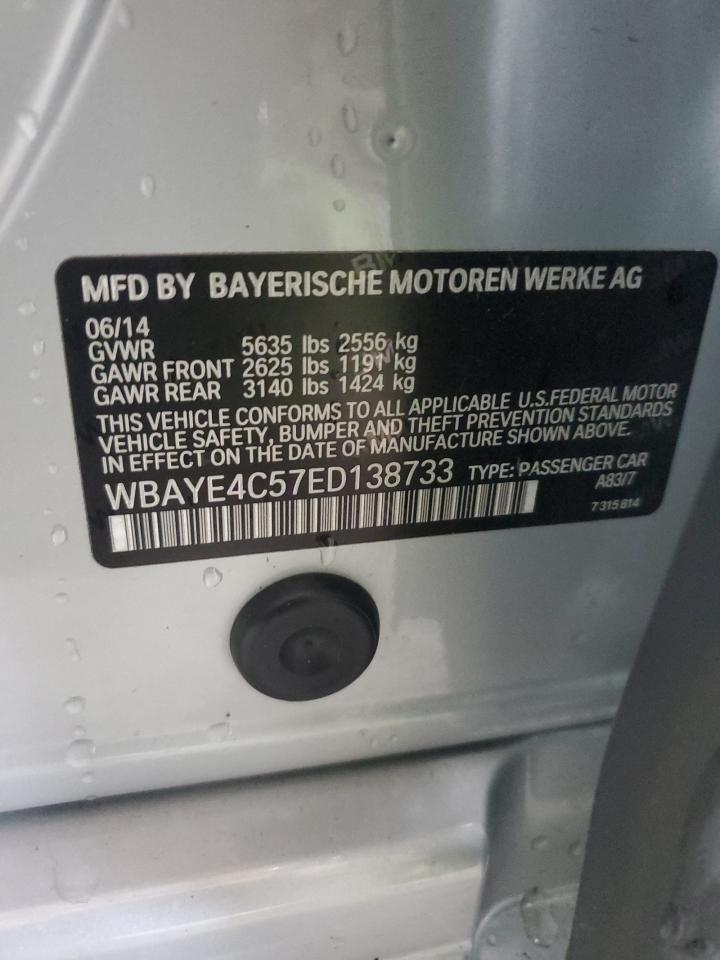 MFD BY BAYERISCHE MOTOREN WERKE AG
06/14
GVWR 5635 lbs 2556 kg
GAWR FRONT 2625 lbs 1191 kg
GAWR REAR 3140 lbs 1424 kg
THIS VEHICLE CONFORMS TO ALL APPLICABLE U.S.FEDERAL MOTOR
VEHICLE SAFETY, BUMPER AND THEFT PREVENTION STANDARDS
IN EFFECT ON THE DATE OF MANUFACTURE SHOWN ABOVE.
WBAYE4C57ED138733 TYPE: PASSENGER CAR
A83/7
7 315 814